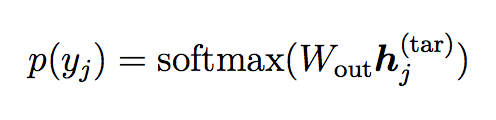 p(y_j) = softmax(W_out h_j^(tar))